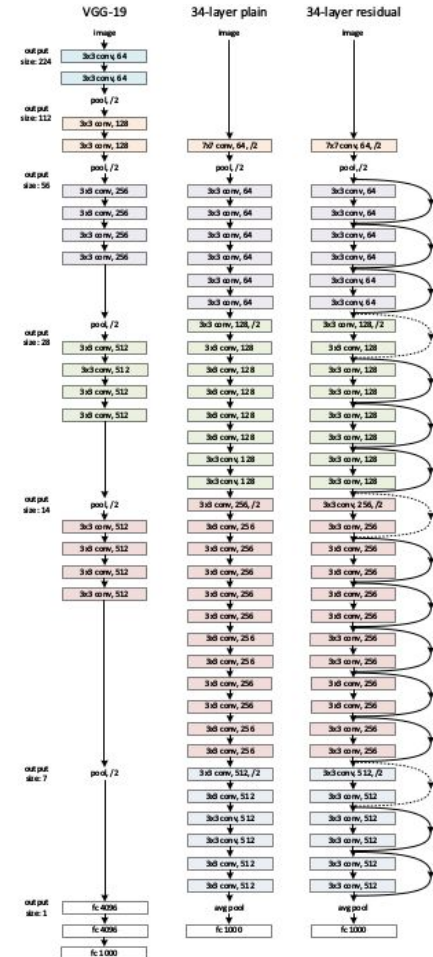 VGG-19
image
output
size: 224
3x3 conv, 64
3x3 conv, 64
output
size: 112
pool, /2
3x3 conv, 128
3x3 conv, 128
output
size: 56
pool, /2
3x3 conv, 256
3x3 conv, 256
3x3 conv, 256
3x3 conv, 256
output
size: 28
pool, /2
3x3 conv, 512
3x3 conv, 512
3x3 conv, 512
3x3 conv, 512
output
size: 14
pool, /2
3x3 conv, 512
3x3 conv, 512
3x3 conv, 512
3x3 conv, 512
output
size: 7
pool, /2
output
size: 1
fc 4096
fc 4096
fc 1000
34-layer plain
image
7x7 conv, 64, /2
pool, /2
3x3 conv, 64
3x3 conv, 64
3x3 conv, 64
3x3 conv, 64
3x3 conv, 64
3x3 conv, 64
3x3 conv, 128, /2
3x3 conv, 128
3x3 conv, 128
3x3 conv, 128
3x3 conv, 128
3x3 conv, 128
3x3 conv, 128
3x3 conv, 128
3x3 conv, 256, /2
3x3 conv, 256
3x3 conv, 256
3x3 conv, 256
3x3 conv, 256
3x3 conv, 256
3x3 conv, 256
3x3 conv, 256
3x3 conv, 256
3x3 conv, 256
3x3 conv, 256
3x3 conv, 256
3x3 conv, 512, /2
3x3 conv, 512
3x3 conv, 512
3x3 conv, 512
3x3 conv, 512
3x3 conv, 512
avg pool
fc 1000
34-layer residual
image
7x7 conv, 64, /2
pool, /2
3x3 conv, 64
3x3 conv, 64
3x3 conv, 64
3x3 conv, 64
3x3 conv, 64
3x3 conv, 64
3x3 conv, 128, /2
3x3 conv, 128
3x3 conv, 128
3x3 conv, 128
3x3 conv, 128
3x3 conv, 128
3x3 conv, 128
3x3 conv, 128
3x3 conv, 256, /2
3x3 conv, 256
3x3 conv, 256
3x3 conv, 256
3x3 conv, 256
3x3 conv, 256
3x3 conv, 256
3x3 conv, 256
3x3 conv, 256
3x3 conv, 256
3x3 conv, 256
3x3 conv, 256
3x3 conv, 512, /2
3x3 conv, 512
3x3 conv, 512
3x3 conv, 512
3x3 conv, 512
3x3 conv, 512
avg pool
fc 1000